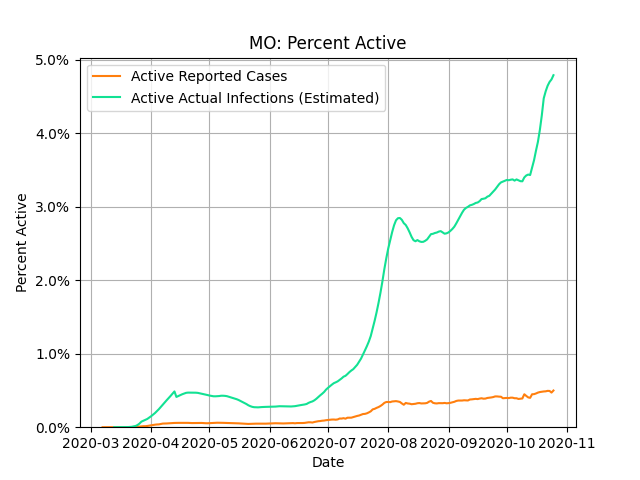 MO: Percent Active
Active Reported Cases
Active Actual Infections (Estimated)
Percent Active
5.0%
4.0%
3.0%
2.0%
1.0%
0.0%
2020-03 2020-04 2020-05 2020-06 2020-07 2020-08 2020-09 2020-10 2020-11
Date